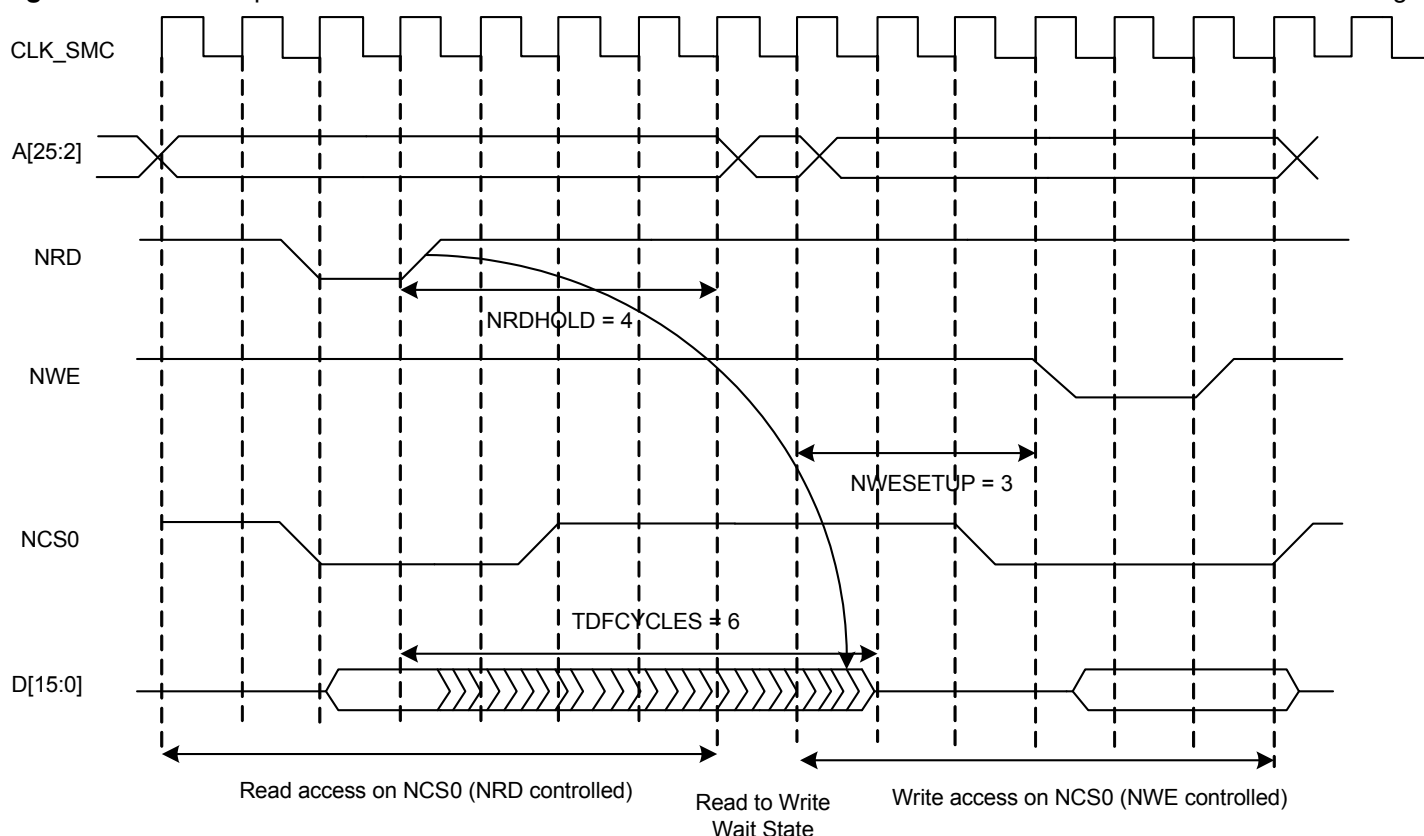 CLK_SMC
A[25:2]
NRD
NRDHOLD = 4
NWE
NWESETUP = 3
NCS0
TDFCYCLES = 6
D[15:0]
Read access on NCS0 (NRD controlled)
Read to Write
Wait State
Write access on NCS0 (NWE controlled)